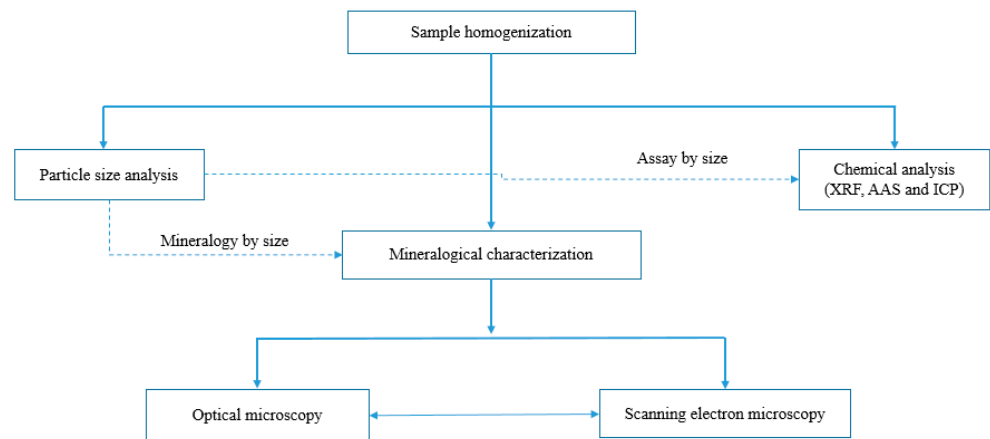 Sample homogenization
Assay by size
Particle size analysis
Chemical analysis
(XRF, AAS and ICP)
Mineralogy by size
Mineralogical characterization
Optical microscopy
Scanning electron microscopy